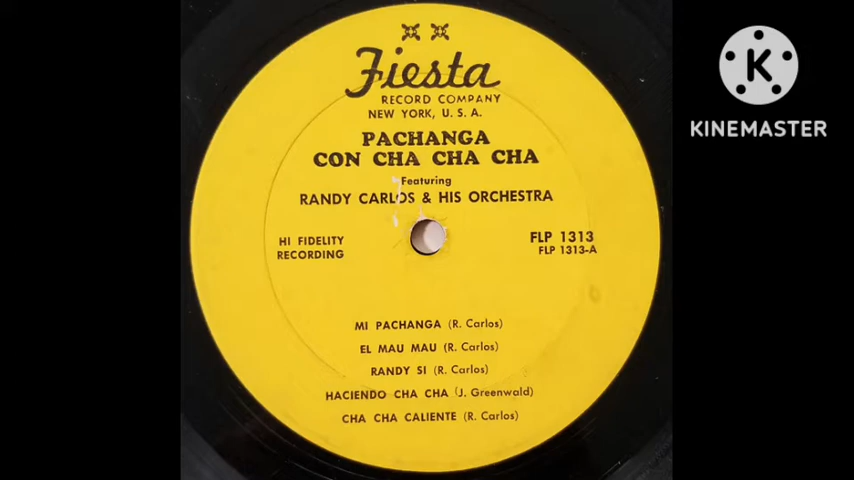 Fiesta
RECORD COMPANY
NEW YORK, U. S. A.
PACHANGA
CON CHA CHA CHA
Featuring
RANDY CARLOS & HIS ORCHESTRA
HI FIDELITY
RECORDING
FLP 1313
FLP 1313-A
MI PACHANGA (R. Carlos)
EL MAU MAU (R. Carlos)
RANDY SI (R. Carlos)
HACIENDO CHA CHA (J. Greenwald)
CHA CHA CALIENTE (R. Carlos)
K
KINEMASTER